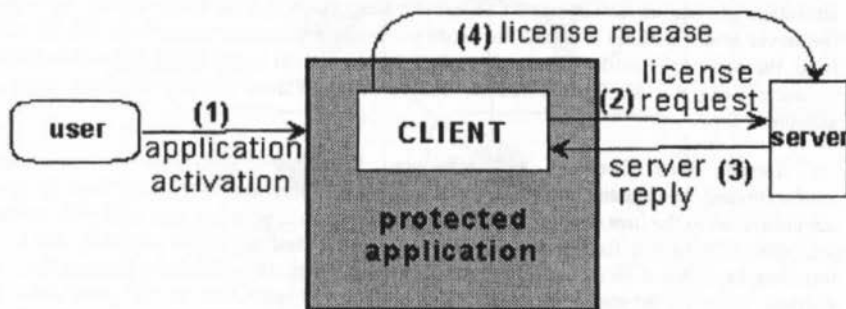 (4) license release
license
(2) request
user
(1)
application
activation
CLIENT
server
server (3)
reply
protected
application